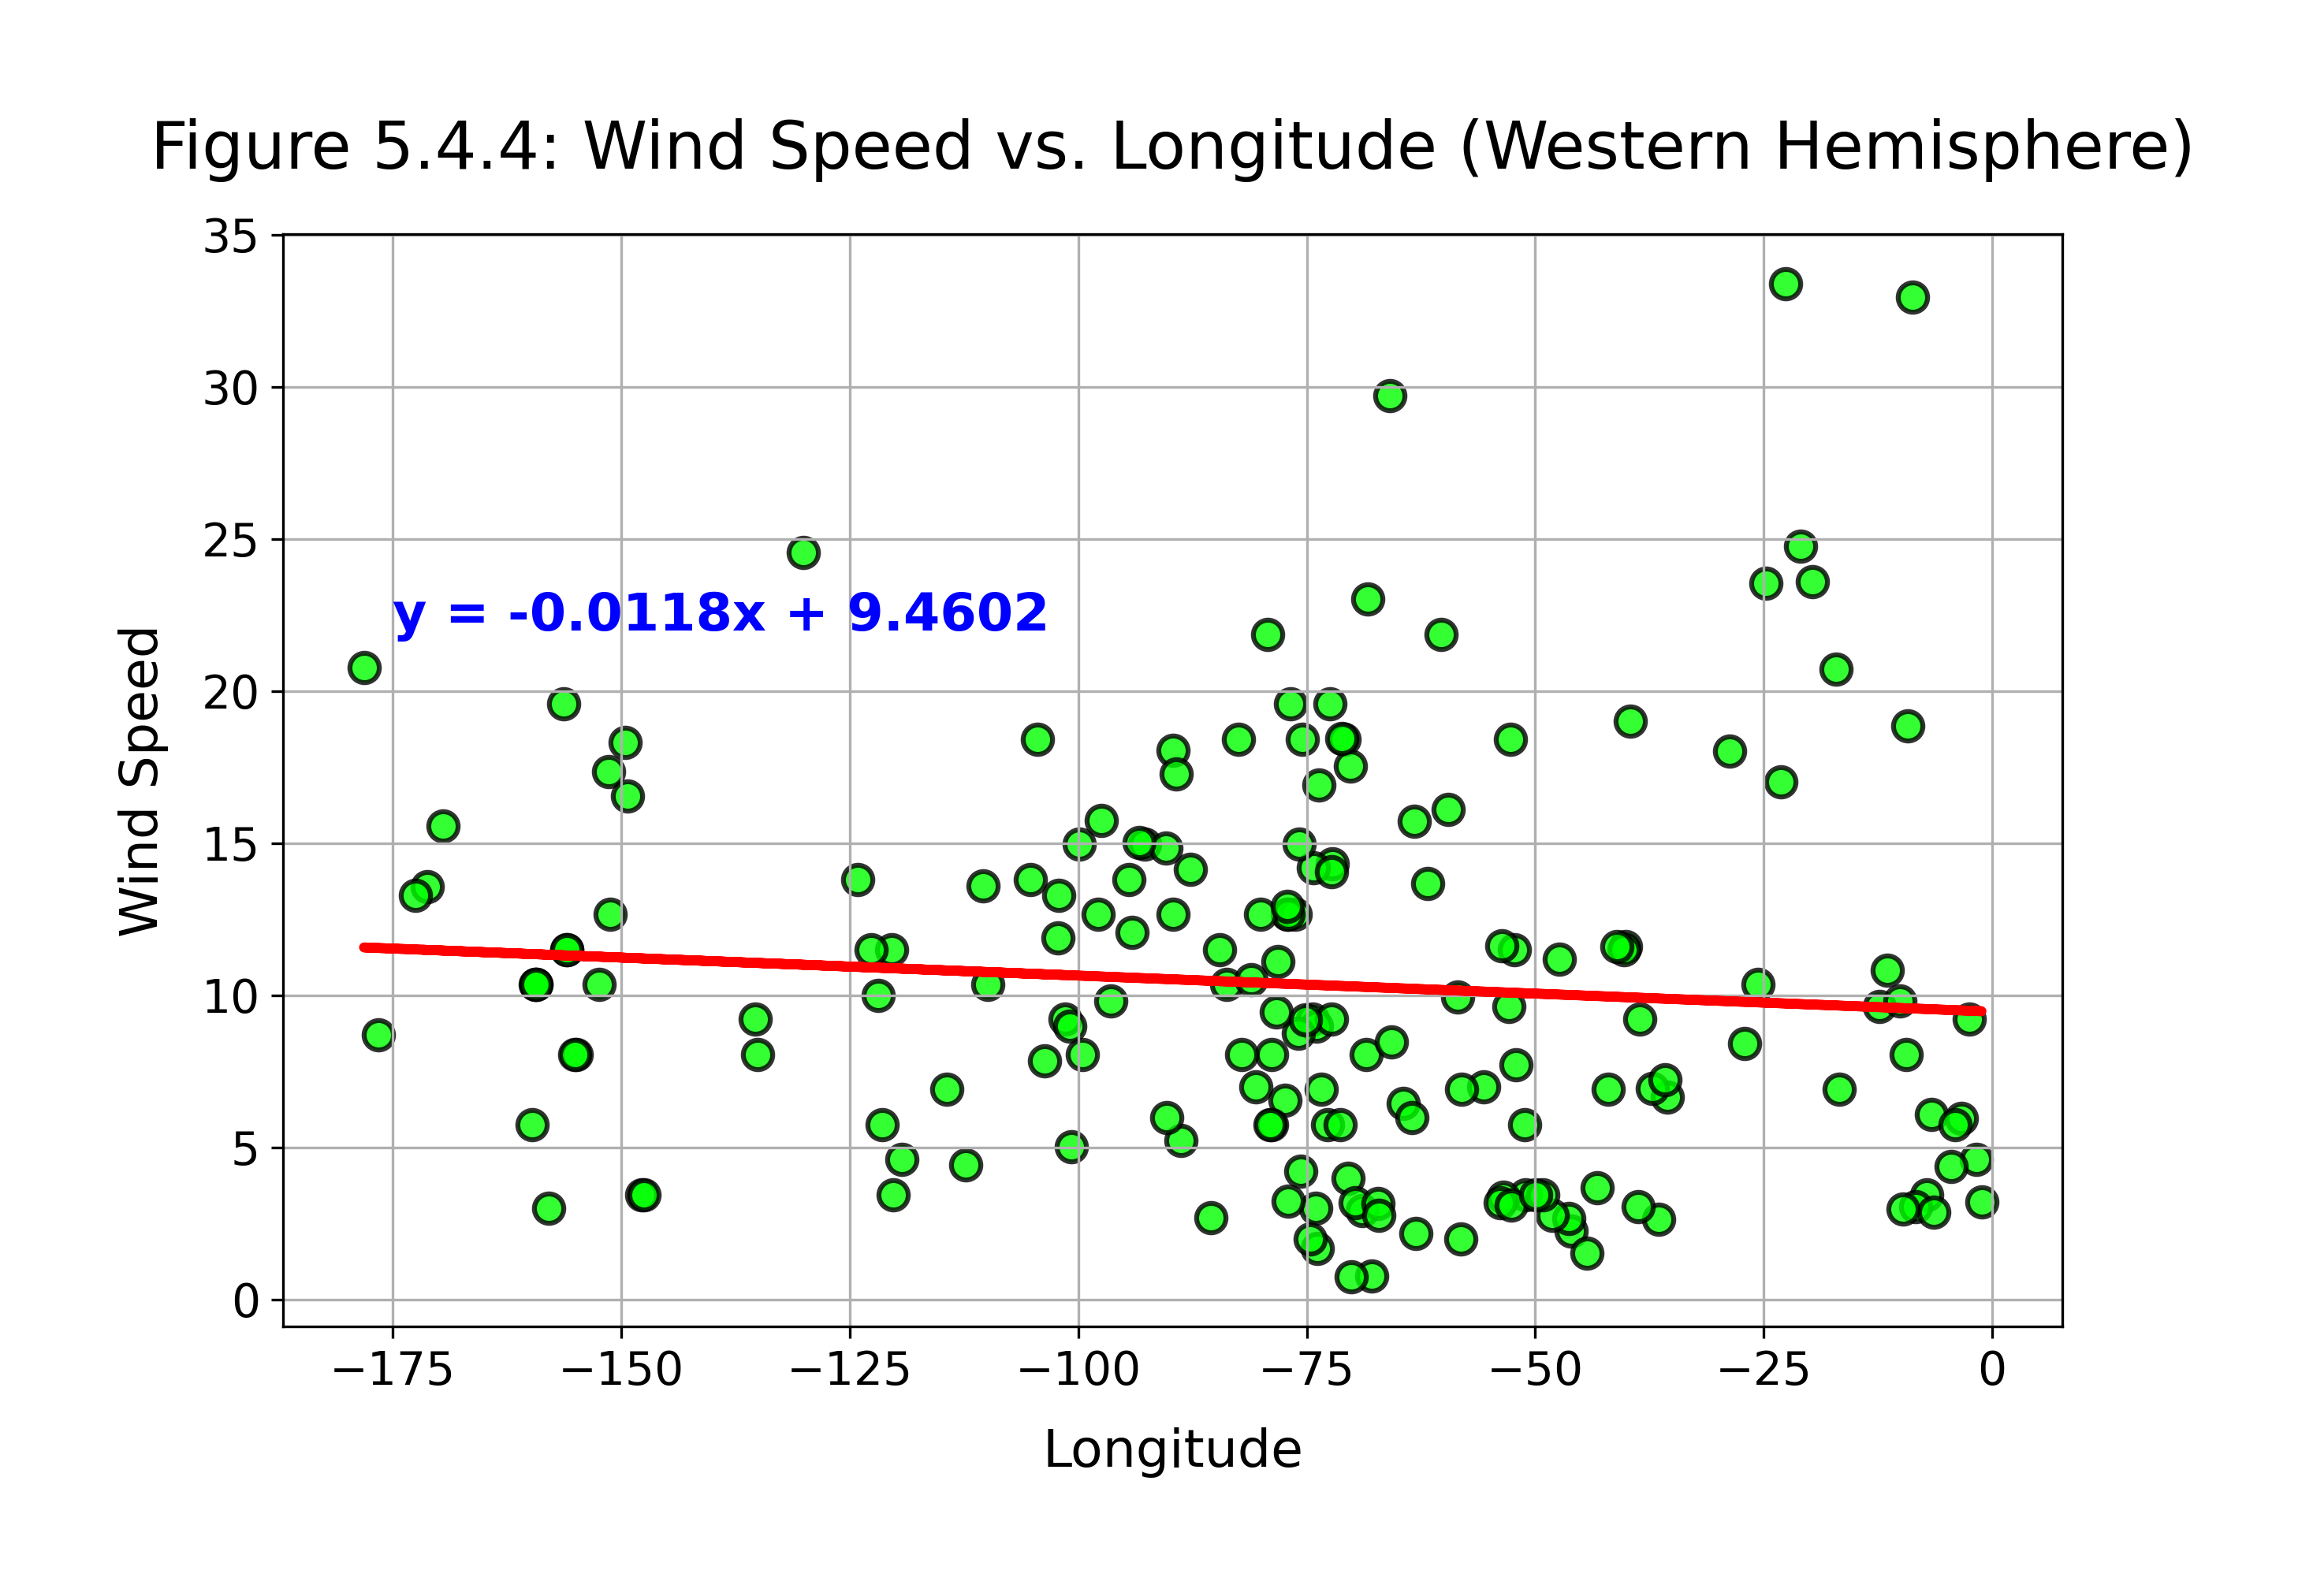 Figure 5.4.4: Wind Speed vs. Longitude (Western Hemisphere)
35
30
25
20
15
10
5
0
Wind Speed
y = -0.0118x + 9.4602
−175 −150 −125 −100 −75 −50 −25 0
Longitude